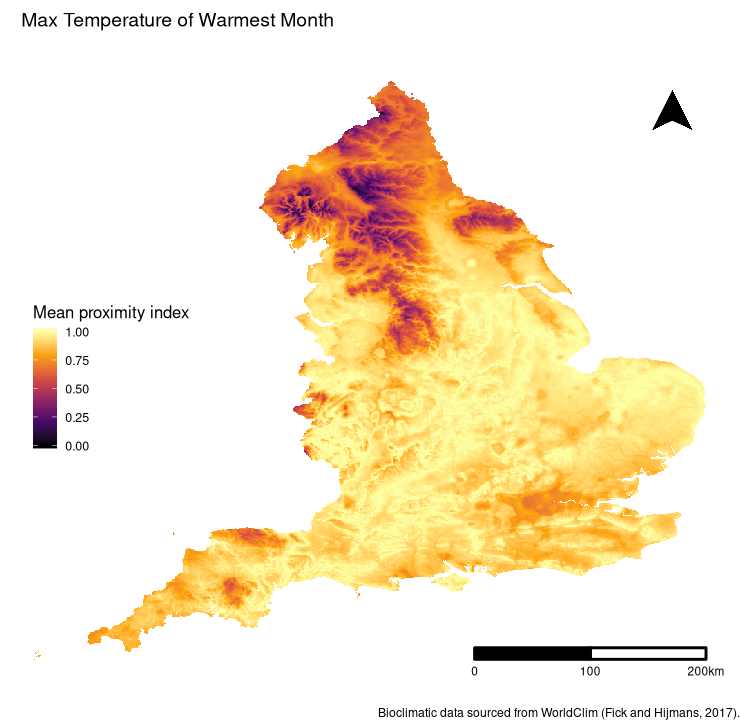 Max Temperature of Warmest Month
Mean proximity index
1.00
0.75
0.50
0.25
0.00
0 100 200km
Bioclimatic data sourced from WorldClim (Fick and Hijmans, 2017).